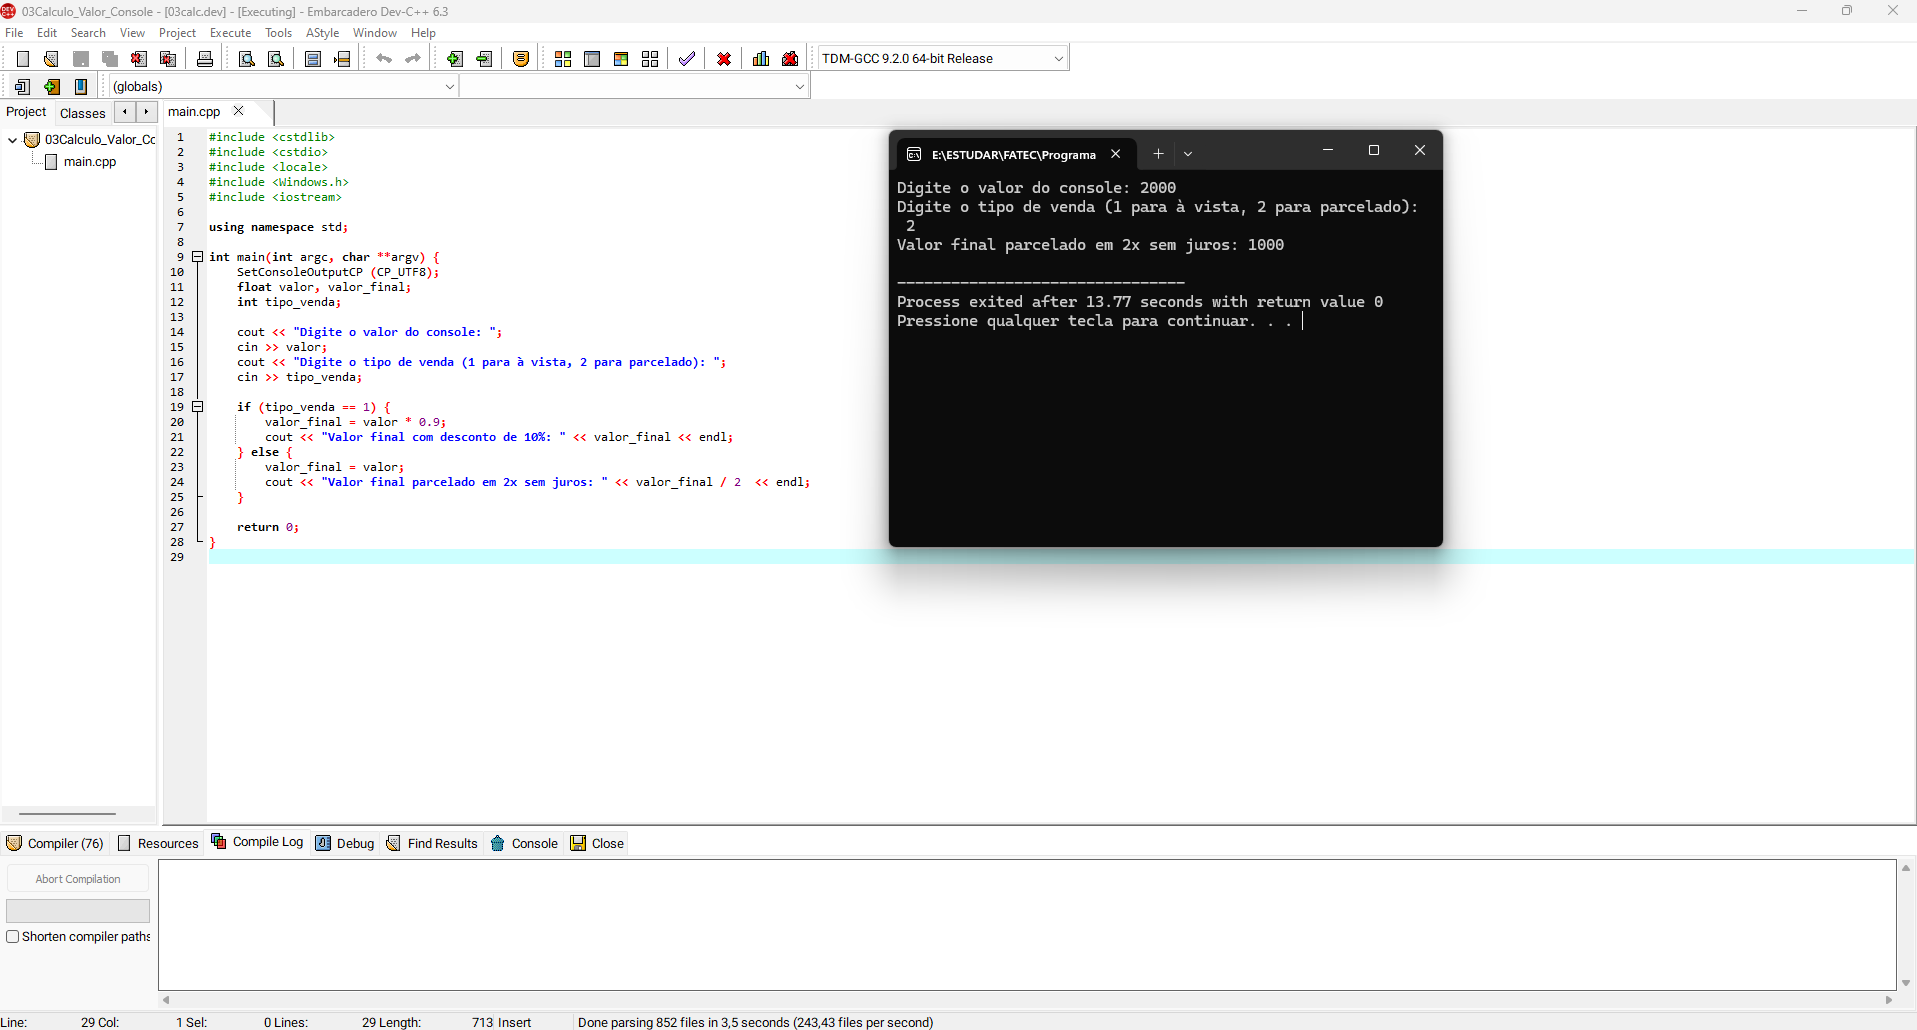 03Calculo_Valor_Console - [03calc.dev] - [Executing] - Embarcadero Dev-C++ 6.3
File Edit Search View Project Execute Tools AStyle Window Help
TDM-GCC 9.2.0 64-bit Release
(globals)
Project Classes main.cpp
03Calculo_Valor_Co
main.cpp
1 #include <cstdlib>
2 #include <cstdio>
3 #include <locale>
4 #include <Windows.h>
5 #include <iostream>
6
7 using namespace std;
8
9 int main(int argc, char **argv) {
10 SetConsoleOutputCP (CP_UTF8);
11 float valor, valor_final;
12 int tipo_venda;
13
14 cout << "Digite o valor do console: ";
15 cin >> valor;
16 cout << "Digite o tipo de venda (1 para à vista, 2 para parcelado): ";
17 cin >> tipo_venda;
18
19 if (tipo_venda == 1) {
20 valor_final = valor * 0.9;
21 cout << "Valor final com desconto de 10%: " << valor_final << endl;
22 } else {
23 valor_final = valor;
24 cout << "Valor final parcelado em 2x sem juros: " << valor_final / 2 << endl;
25 }
26
27 return 0;
28 }
29
E:\ESTUDAR\FATEC\Programa
Digite o valor do console: 2000
Digite o tipo de venda (1 para à vista, 2 para parcelado):
2
Valor final parcelado em 2x sem juros: 1000
--------------------------------
Process exited after 13.77 seconds with return value 0
Pressione qualquer tecla para continuar. . .
Compiler (76) Resources Compile Log Debug Find Results Console Close
Abort Compilation
Shorten compiler paths
Line: 29 Col: 1 Sel: 0 Lines: 29 Length: 713 Insert Done parsing 852 files in 3,5 seconds (243,43 files per second)